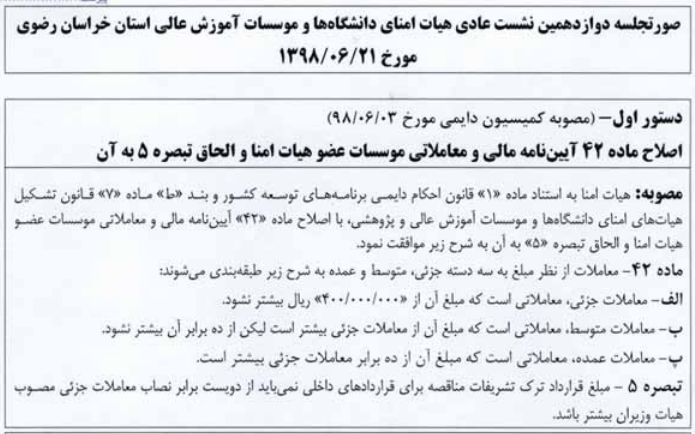 صورتجلسه دوازدهمین نشست عادی هیات امنای دانشگاه‌ها و موسسات آموزش عالی استان خراسان رضوی
مورخ ۱۳۹۸/۰۶/۲۱
دستور اول– (مصوبه کمیسیون دایمی مورخ ۹۸/۰۶/۰۳)
اصلاح ماده ۴۲ آیین‌نامه مالی و معاملاتی موسسات عضو هیات امنا و الحاق تبصره ۵ به آن
مصوبه: هیات امنا به استناد ماده «۱» قانون احکام دایمی برنامه‌های توسعه کشور و بند «ط» ماده «۷» قانون تشکیل
هیات‌های امنای دانشگاه‌ها و موسسات آموزش عالی و پژوهشی، با اصلاح ماده «۴۲» آیین‌نامه مالی و معاملاتی موسسات عضو
هیات امنا و الحاق تبصره «۵» به آن به شرح زیر موافقت نمود.
ماده ۴۲– معاملات از نظر مبلغ به سه دسته جزئی، متوسط و عمده به شرح زیر طبقه‌بندی می‌شوند:
الف– معاملات جزئی، معاملاتی است که مبلغ آن از «۴۰۰/۰۰۰/۰۰۰» ریال بیشتر نشود.
ب– معاملات متوسط، معاملاتی است که مبلغ آن از معاملات جزئی بیشتر است لیکن از ده برابر آن بیشتر نشود.
پ– معاملات عمده، معاملاتی است که مبلغ آن از ده برابر معاملات جزئی بیشتر است.
تبصره ۵ – مبلغ قرارداد ترک تشریفات مناقصه برای قراردادهای داخلی نمی‌باید از دویست برابر نصاب معاملات جزئی مصوب
هیات وزیران بیشتر باشد.